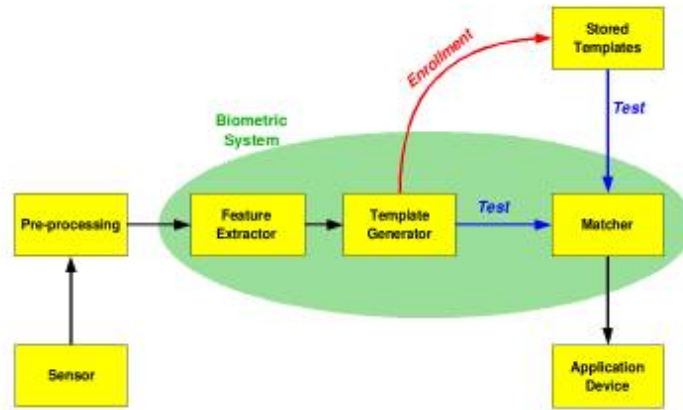 Stored
Templates
Enrollment
Test
Biometric
System
Pre-processing
Feature
Extractor
Template
Generator
Test
Matcher
Sensor
Application
Device